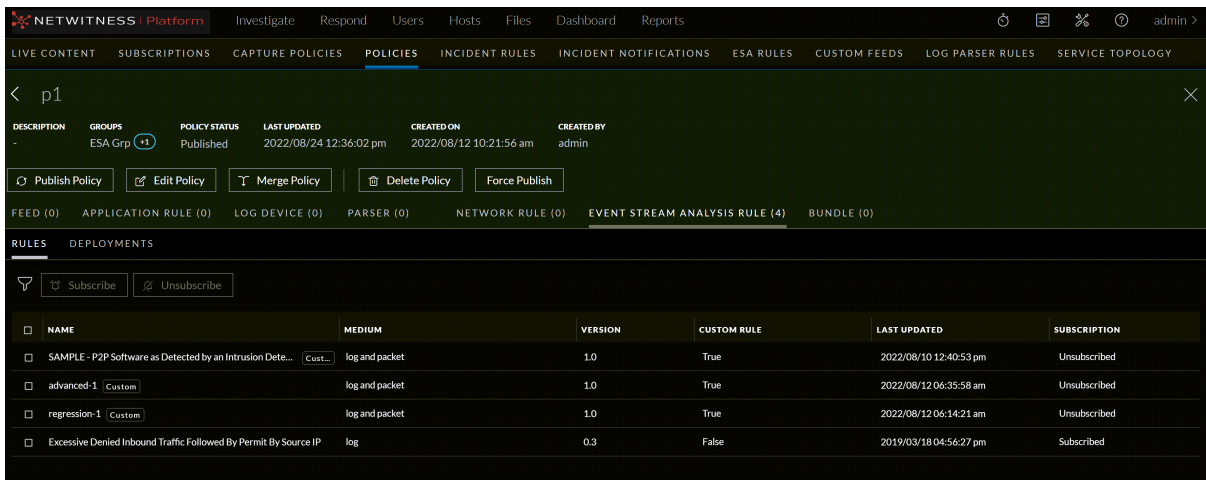 NETWITNESS | Platform Investigate Respond Users Hosts Files Dashboard Reports admin >
LIVE CONTENT SUBSCRIPTIONS CAPTURE POLICIES POLICIES INCIDENT RULES INCIDENT NOTIFICATIONS ESA RULES CUSTOM FEEDS LOG PARSER RULES SERVICE TOPOLOGY
p1
DESCRIPTION GROUPS POLICY STATUS LAST UPDATED CREATED ON CREATED BY
- ESA Grp +1 Published 2022/08/24 12:36:02 pm 2022/08/12 10:21:56 am admin
Publish Policy Edit Policy Merge Policy Delete Policy Force Publish
FEED (0) APPLICATION RULE (0) LOG DEVICE (0) PARSER (0) NETWORK RULE (0) EVENT STREAM ANALYSIS RULE (4) BUNDLE (0)
RULES DEPLOYMENTS
Subscribe Unsubscribe
NAME MEDIUM VERSION CUSTOM RULE LAST UPDATED SUBSCRIPTION
SAMPLE - P2P Software as Detected by an Intrusion Dete... Cust... log and packet 1.0 True 2022/08/10 12:40:53 pm Unsubscribed
advanced-1 Custom log and packet 1.0 True 2022/08/12 06:35:58 am Unsubscribed
regression-1 Custom log and packet 1.0 True 2022/08/12 06:14:21 am Unsubscribed
Excessive Denied Inbound Traffic Followed By Permit By Source IP log 0.3 False 2019/03/18 04:56:27 pm Subscribed